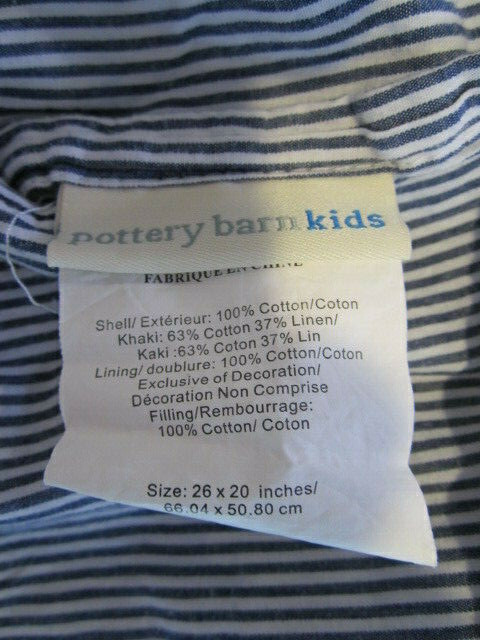 pottery barn kids
FABRIQUE EN CHINE
Shell/ Extérieur: 100% Cotton/Coton
Khaki: 63% Cotton 37% Linen/
Kaki :63% Coton 37% Lin
Lining/ doublure: 100% Cotton/Coton
Exclusive of Decoration/
Décoration Non Comprise
Filling/Rembourrage:
100% Cotton/ Coton
Size: 26 x 20 inches/
66.04 x 50.80 cm